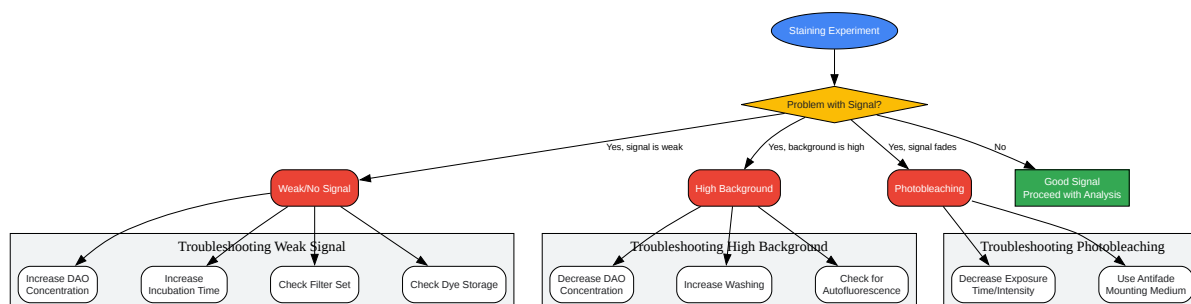 Staining Experiment
Problem with Signal?
Yes, signal is weak
Yes, background is high
Yes, signal fades
No
Weak/No Signal
High Background
Photobleaching
Good Signal
Proceed with Analysis
Troubleshooting Weak Signal
Troubleshooting High Background
Troubleshooting Photobleaching
Increase DAO
Concentration
Increase
Incubation Time
Check Filter Set
Check Dye Storage
Decrease DAO
Concentration
Increase Washing
Check for
Autofluorescence
Decrease Exposure
Time/Intensity
Use Antifade
Mounting Medium